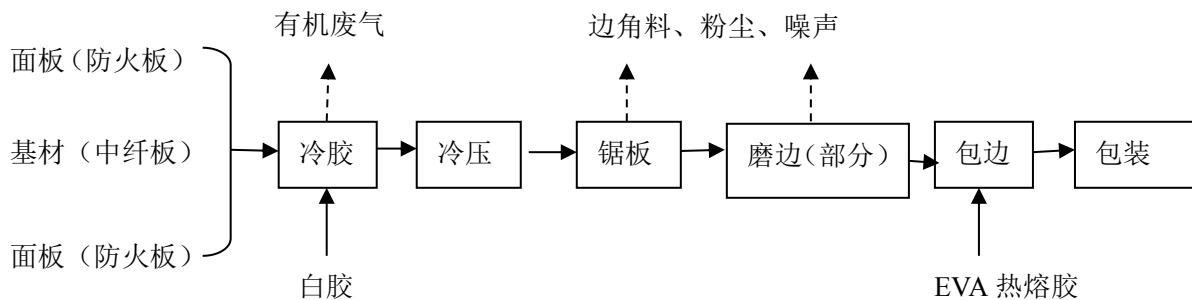 有机废气
边角料、粉尘、噪声
面板（防火板）
基材（中纤板）
冷胶
冷压
锯板
磨边（部分）
包边
包装
面板（防火板）
白胶
EVA 热熔胶